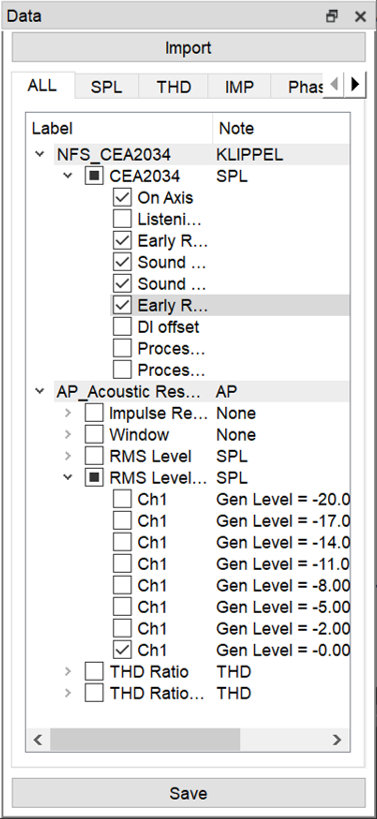 Data
Import
ALL SPL THD IMP Phas
Label Note
NFS_CEA2034 KLIPPEL
CEA2034 SPL
On Axis
Listeni...
Early R...
Sound ...
Sound ...
Early R...
DI offset
Proces...
Proces...
AP_Acoustic Res... AP
Impulse Re... None
Window None
RMS Level SPL
RMS Level... SPL
Ch1 Gen Level = -20.0
Ch1 Gen Level = -17.0
Ch1 Gen Level = -14.0
Ch1 Gen Level = -11.0
Ch1 Gen Level = -8.00
Ch1 Gen Level = -5.00
Ch1 Gen Level = -2.00
Ch1 Gen Level = -0.00
THD Ratio THD
THD Ratio... THD
Save